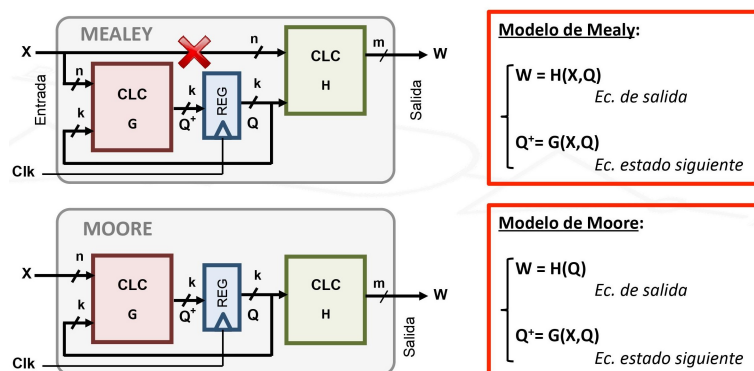 MEALEY
X
n
n
m
W
CLC
H
n
CLC
G
k
k
k
Q+
REG
Q
Entrada
Salida
Clk
Modelo de Mealy:
W = H(X,Q)
Ec. de salida
Q+= G(X,Q)
Ec. estado siguiente
MOORE
X
n
CLC
G
k
k
k
Q+
REG
Q
CLC
H
m
W
Salida
Clk
Modelo de Moore:
W = H(Q)
Ec. de salida
Q+= G(X,Q)
Ec. estado siguiente